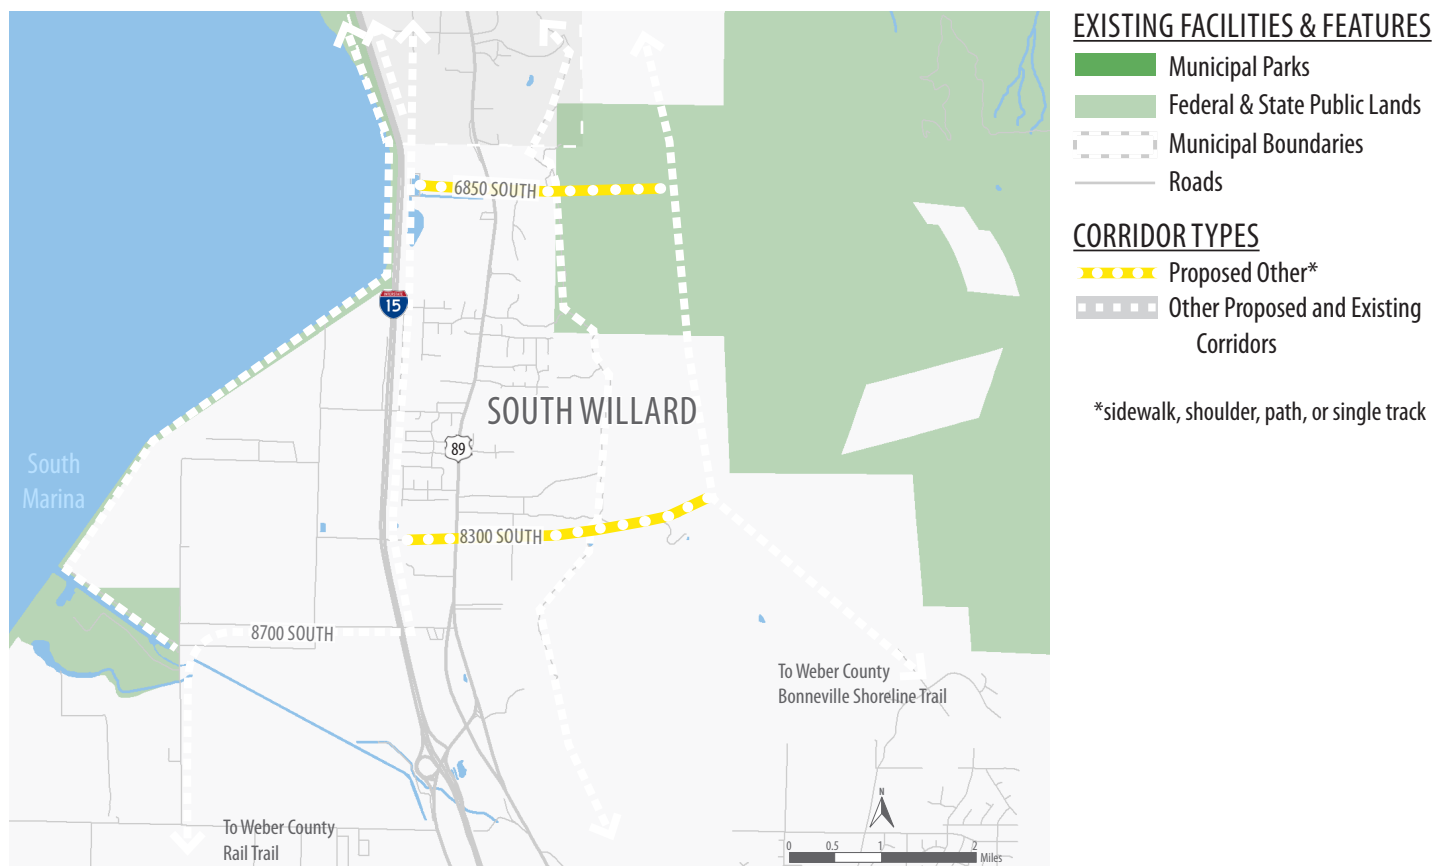 EXISTING FACILITIES & FEATURES
Municipal Parks
Federal & State Public Lands
Municipal Boundaries
Roads
CORRIDOR TYPES
Proposed Other*
Other Proposed and Existing
Corridors
*sidewalk, shoulder, path, or single track
6850 SOUTH
INTERSTATE
15
SOUTH WILLARD
89
South
Marina
8300 SOUTH
8700 SOUTH
To Weber County
Bonneville Shoreline Trail
To Weber County
Rail Trail
N
0 0.5 1 2
Miles